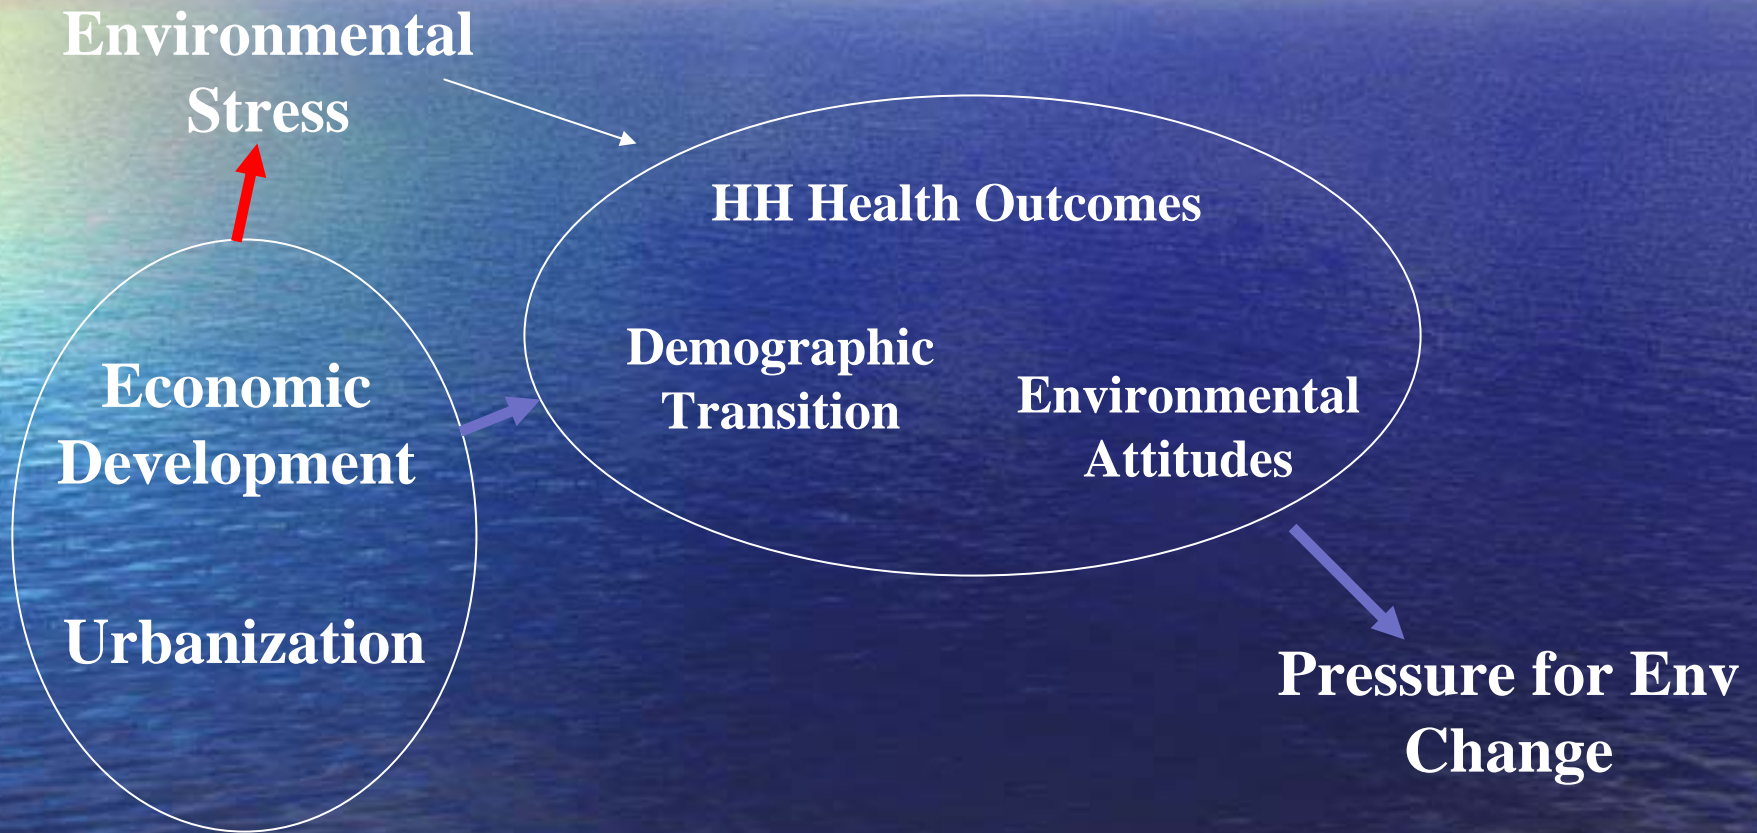 Environmental
Stress
HH Health Outcomes
Demographic
Transition
Environmental
Attitudes
Economic
Development
Urbanization
Pressure for Env
Change